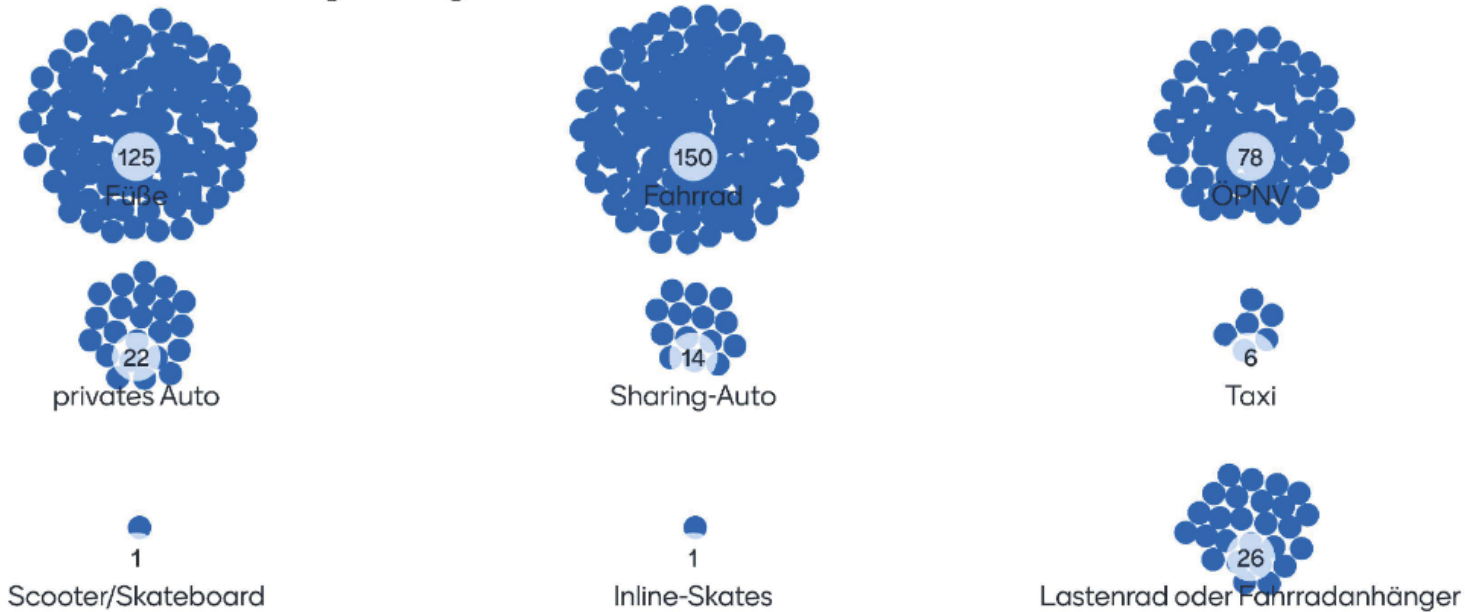 125
150
78
Füße
Fahrrad
ÖPNV
22
14
6
privates Auto
Sharing-Auto
Taxi
1
1
26
Scooter/Skateboard
Inline-Skates
Lastenrad oder Fahrradanhänger